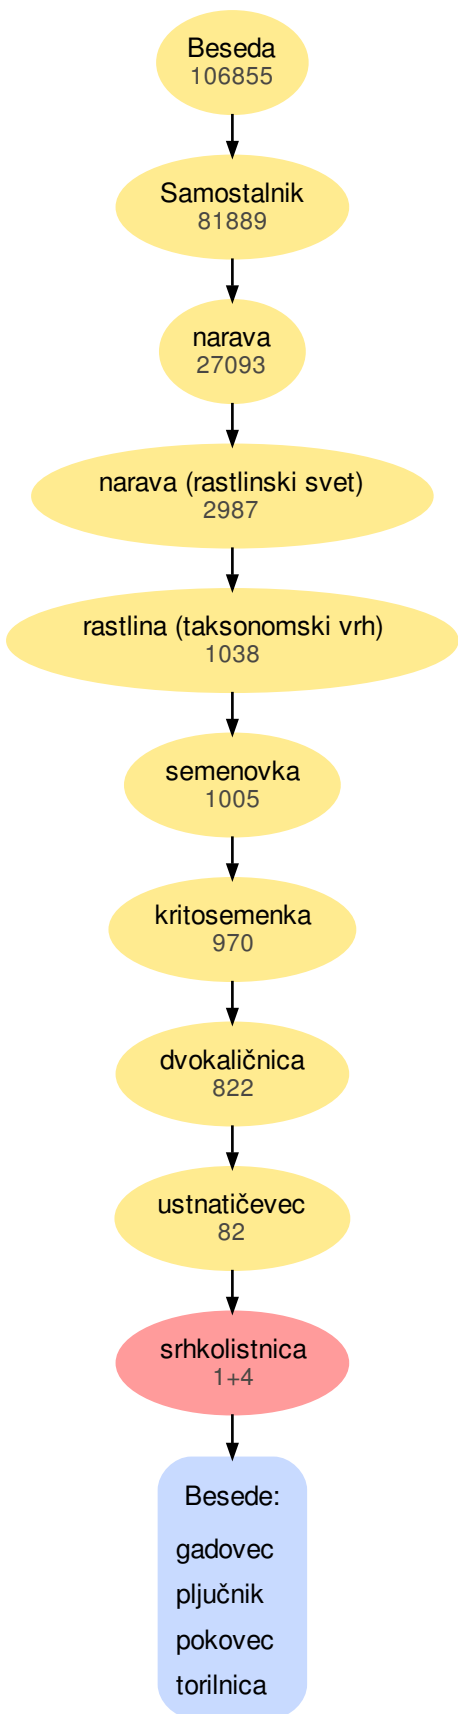 Beseda
106855
Samostalnik
81889
narava
27093
narava (rastlinski svet)
2987
rastlina (taksonomski vrh)
1038
semenovka
1005
kritosemenka
970
dvokaličnica
822
ustnatičevec
82
srhkolistnica
1+4
Besede:
gadovec
pljučnik
pokovec
torilnica